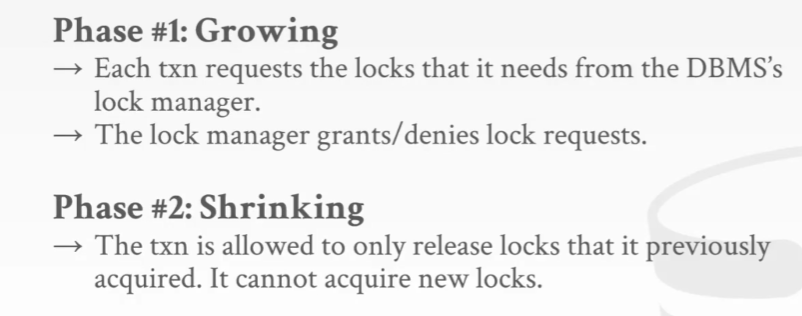 Phase #1: Growing
→ Each txn requests the locks that it needs from the DBMS’s
lock manager.
→ The lock manager grants/denies lock requests.
Phase #2: Shrinking
→ The txn is allowed to only release locks that it previously
acquired. It cannot acquire new locks.